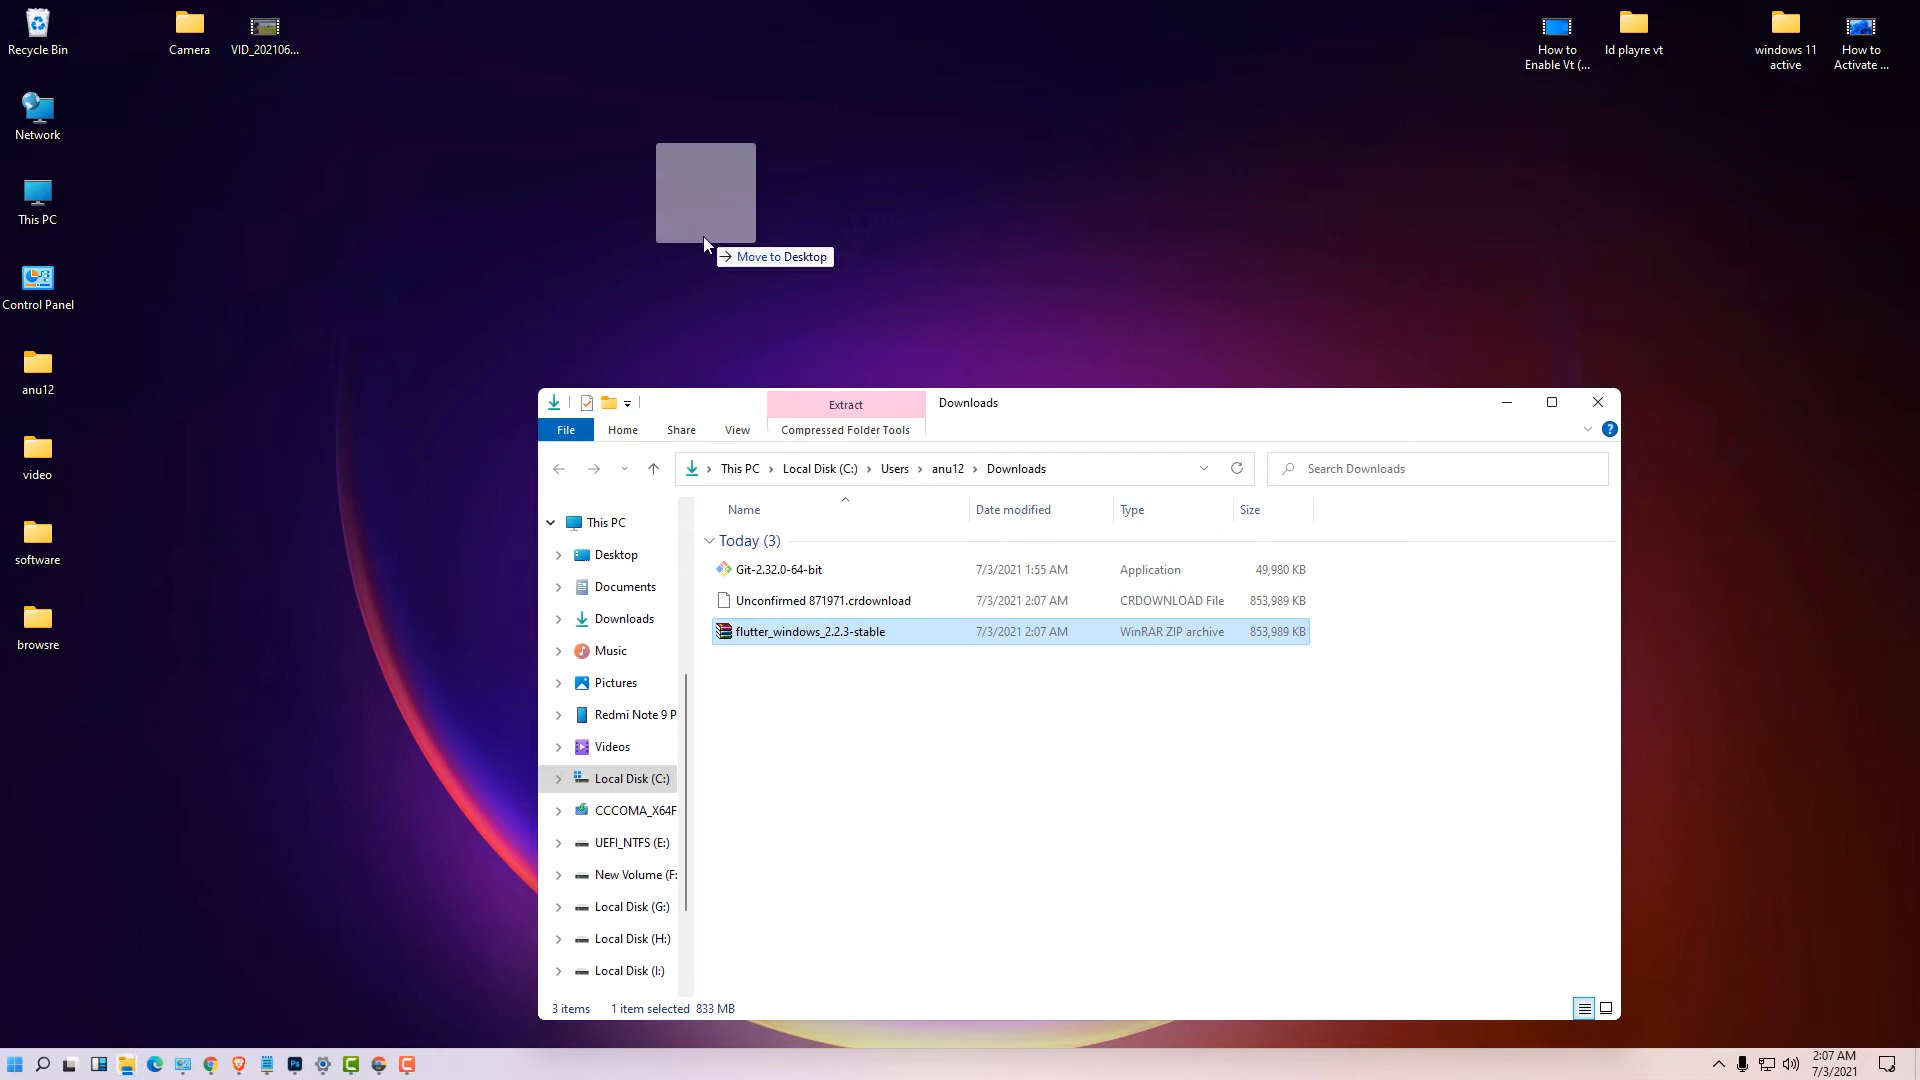 Recycle Bin
Camera
VID_202106...
How to
Enable Vt (...
ld playre vt
windows 11
active
How to
Activate ...
Network
This PC
Control Panel
anu12
video
software
browsre
Move to Desktop
Extract
Downloads
File
Home
Share
View
Compressed Folder Tools
?
This PC
Local Disk (C:)
Users
anu12
Downloads
Search Downloads
Name
Date modified
Type
Size
Today (3)
Git-2.32.0-64-bit 7/3/2021 1:55 AM Application 49,980 KB
Unconfirmed 871971.crdownload 7/3/2021 2:07 AM CRDOWNLOAD File 853,989 KB
flutter_windows_2.2.3-stable 7/3/2021 2:07 AM WinRAR ZIP archive 853,989 KB
This PC
Desktop
Documents
Downloads
Music
Pictures
Redmi Note 9 P
Videos
Local Disk (C:)
CCCOMA_X64F
UEFI_NTFS (E:)
New Volume (F:
Local Disk (G:)
Local Disk (H:)
Local Disk (I:)
3 items 1 item selected 833 MB
Ps
2:07 AM
7/3/2021